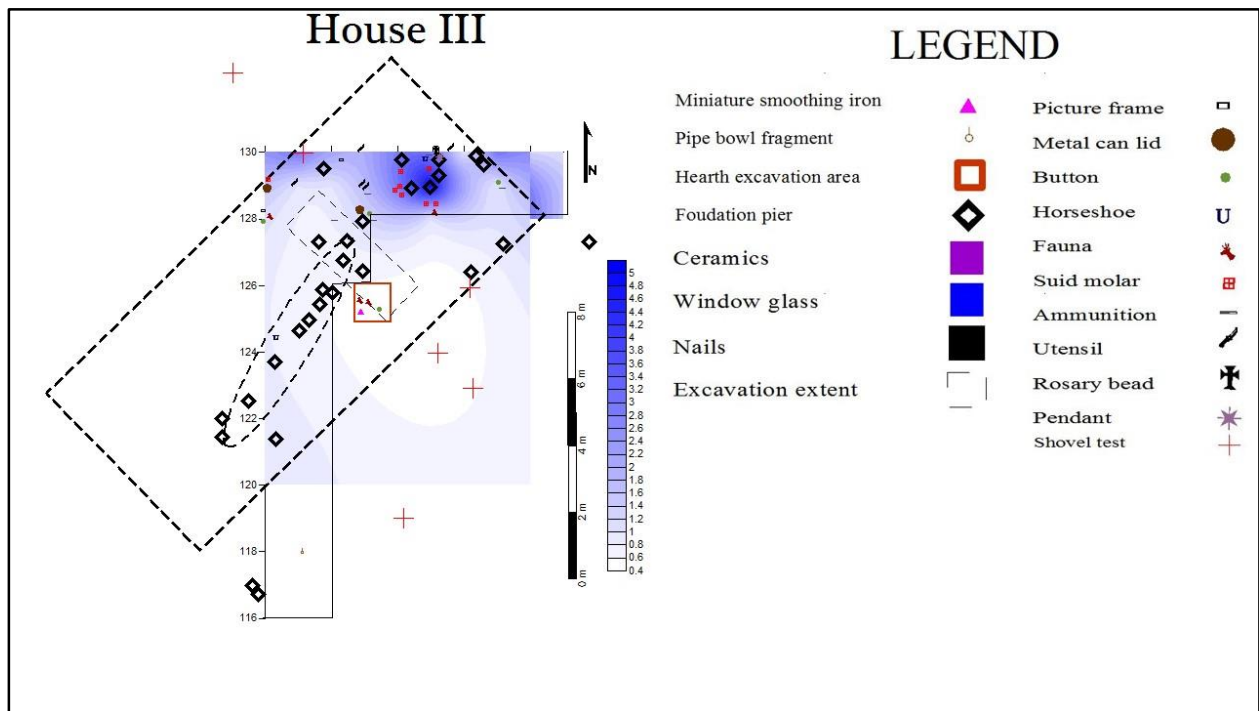 House III
LEGEND
Miniature smoothing iron
Pipe bowl fragment
Hearth excavation area
Foudation pier
Ceramics
Window glass
Nails
Excavation extent
Picture frame
Metal can lid
Button
Horseshoe
Fauna
Suid molar
Ammunition
Utensil
Rosary bead
Pendant
Shovel test
N
130
128
126
124
122
120
118
116
8 m
6 m
4 m
2 m
0 m
5
4.8
4.6
4.4
4.2
4
3.8
3.6
3.4
3.2
3
2.8
2.6
2.4
2.2
2
1.8
1.6
1.4
1.2
1
0.8
0.6
0.4